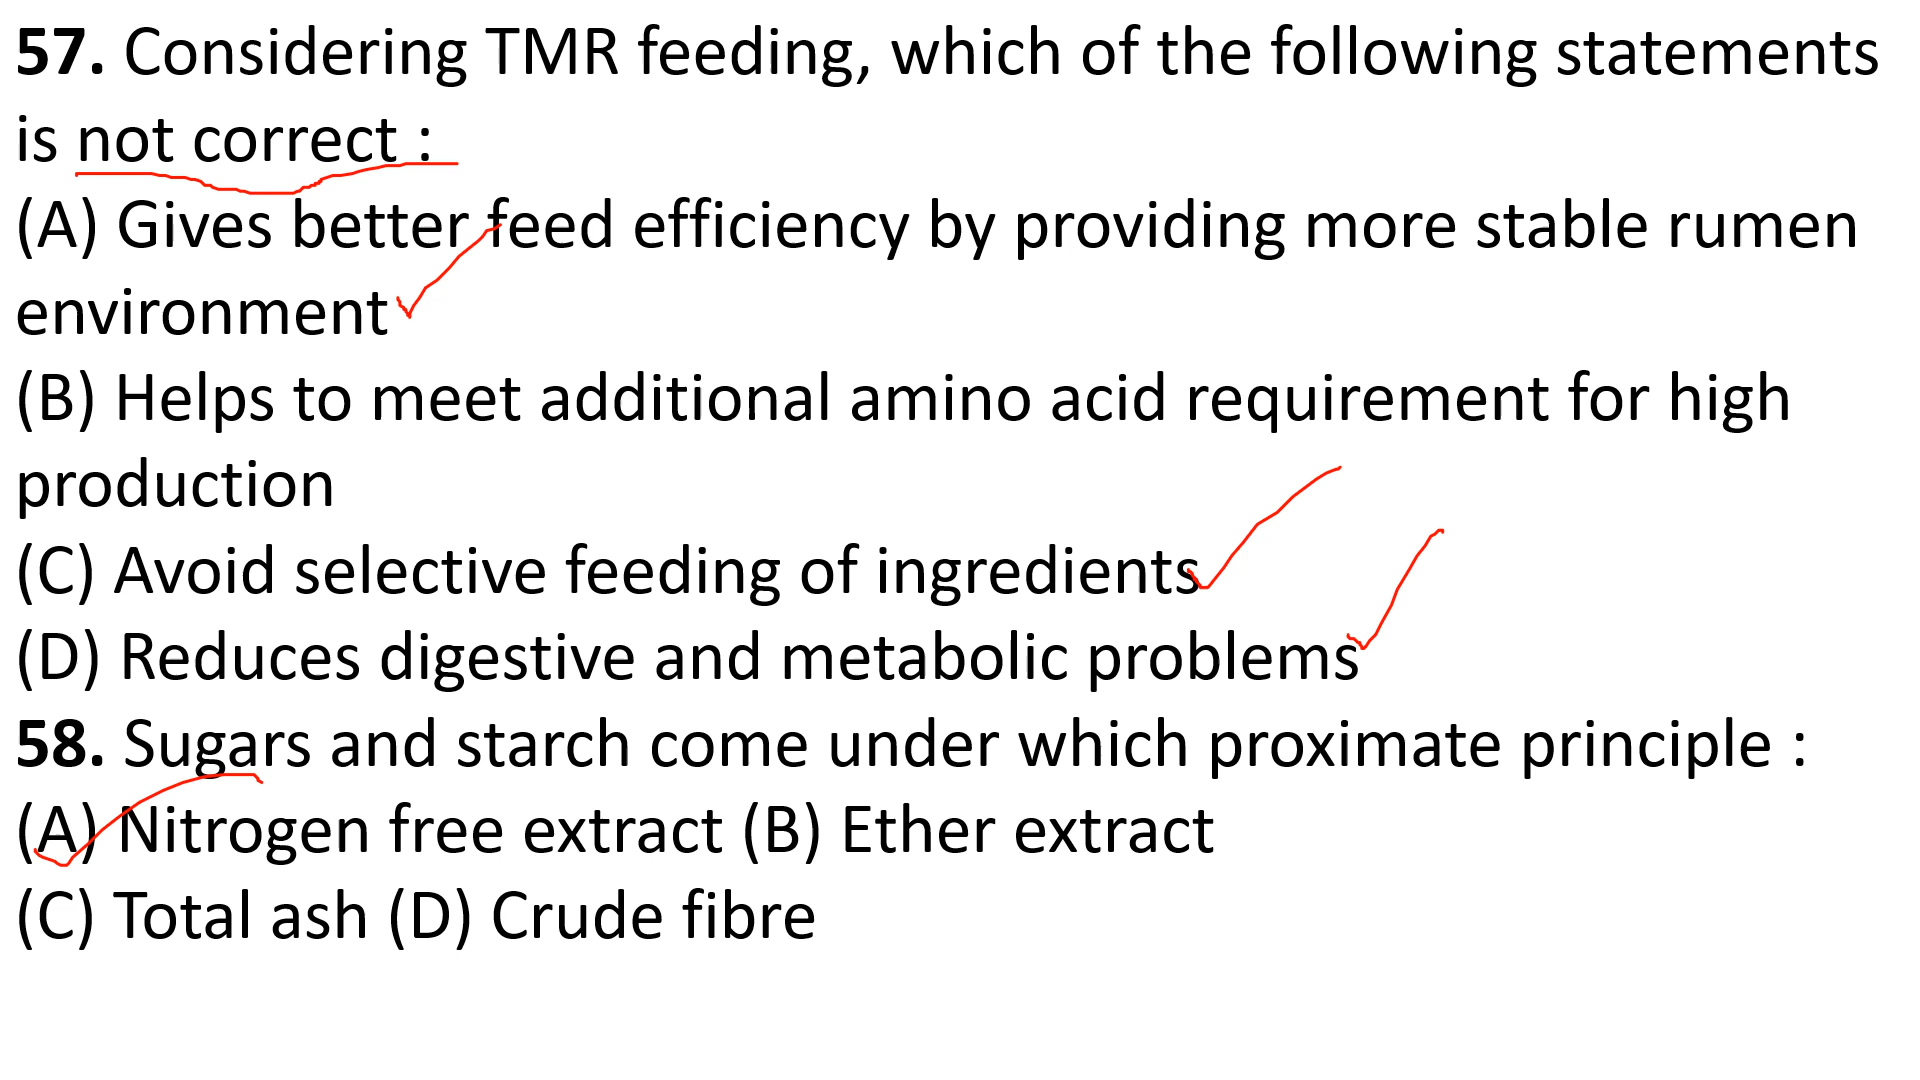 57. Considering TMR feeding, which of the following statements
is not correct :
(A) Gives better feed efficiency by providing more stable rumen
environment
(B) Helps to meet additional amino acid requirement for high
production
(C) Avoid selective feeding of ingredients
(D) Reduces digestive and metabolic problems
58. Sugars and starch come under which proximate principle :
(A) Nitrogen free extract (B) Ether extract
(C) Total ash (D) Crude fibre